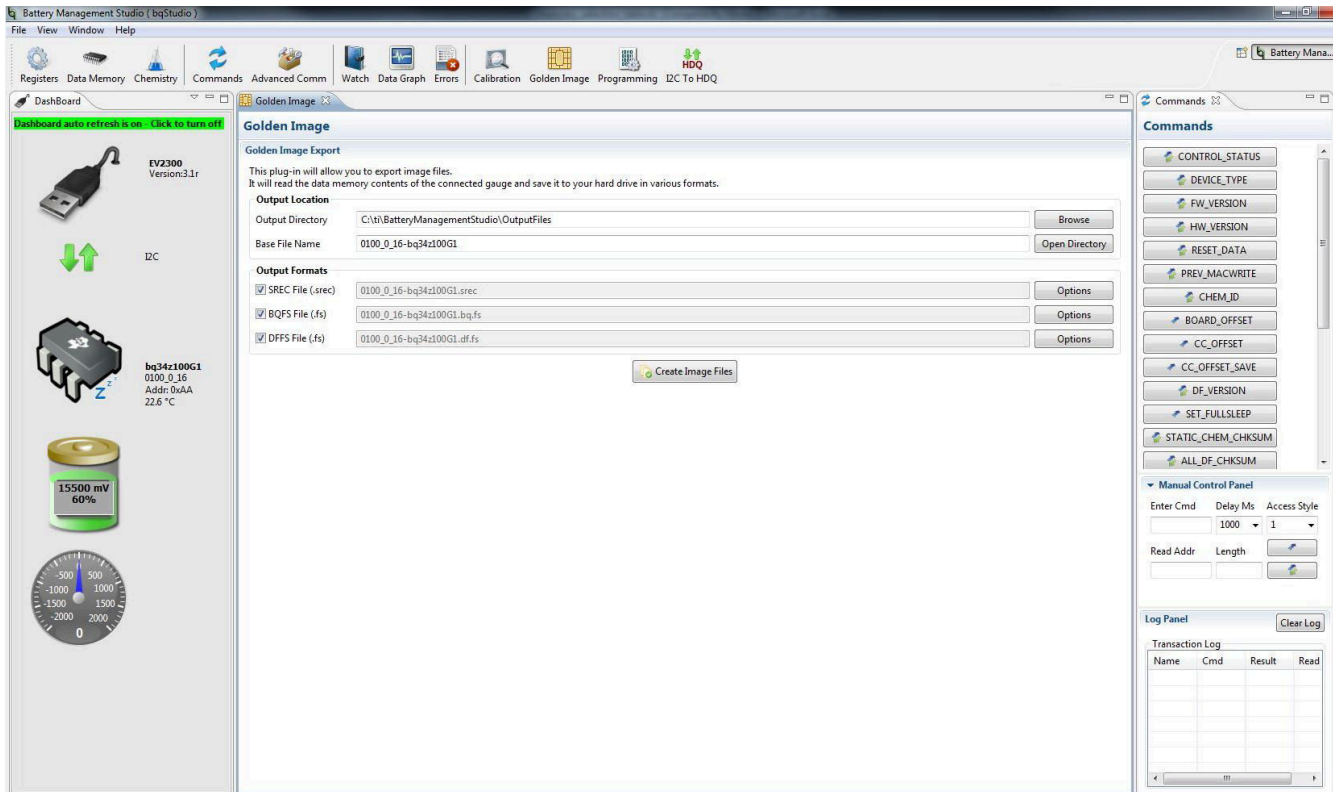 Battery Management Studio ( bqStudio )
File View Window Help
Registers Data Memory Chemistry Commands Advanced Comm Watch Data Graph Errors Calibration Golden Image Programming I2C To HDQ
HDQ
Battery Mana...
DashBoard
Dashboard auto refresh is on - Click to turn off
EV2300
Version:3.1r
I2C
bq34z100G1
0100_0_16
Addr: 0xAA
22.6 °C
Z z z
15500 mV
60%
-500 500
-1000 1000
-1500 1500
-2000 2000
0
Golden Image
Golden Image
Golden Image Export
This plug-in will allow you to export image files.
It will read the data memory contents of the connected gauge and save it to your hard drive in various formats.
Output Location
Output Directory C:\ti\BatteryManagementStudio\OutputFiles Browse
Base File Name 0100_0_16-bq34z100G1 Open Directory
Output Formats
SREC File (.srec) 0100_0_16-bq34z100G1.srec Options
BQFS File (.fs) 0100_0_16-bq34z100G1.bq.fs Options
DFFS File (.fs) 0100_0_16-bq34z100G1.df.fs Options
Create Image Files
Commands
Commands
CONTROL_STATUS
DEVICE_TYPE
FW_VERSION
HW_VERSION
RESET_DATA
PREV_MACWRITE
CHEM_ID
BOARD_OFFSET
CC_OFFSET
CC_OFFSET_SAVE
DF_VERSION
SET_FULLSLEEP
STATIC_CHEM_CHKSUM
ALL_DF_CHKSUM
Manual Control Panel
Enter Cmd Delay Ms Access Style
1000 1
Read Addr Length
Log Panel Clear Log
Transaction Log
Name Cmd Result Read